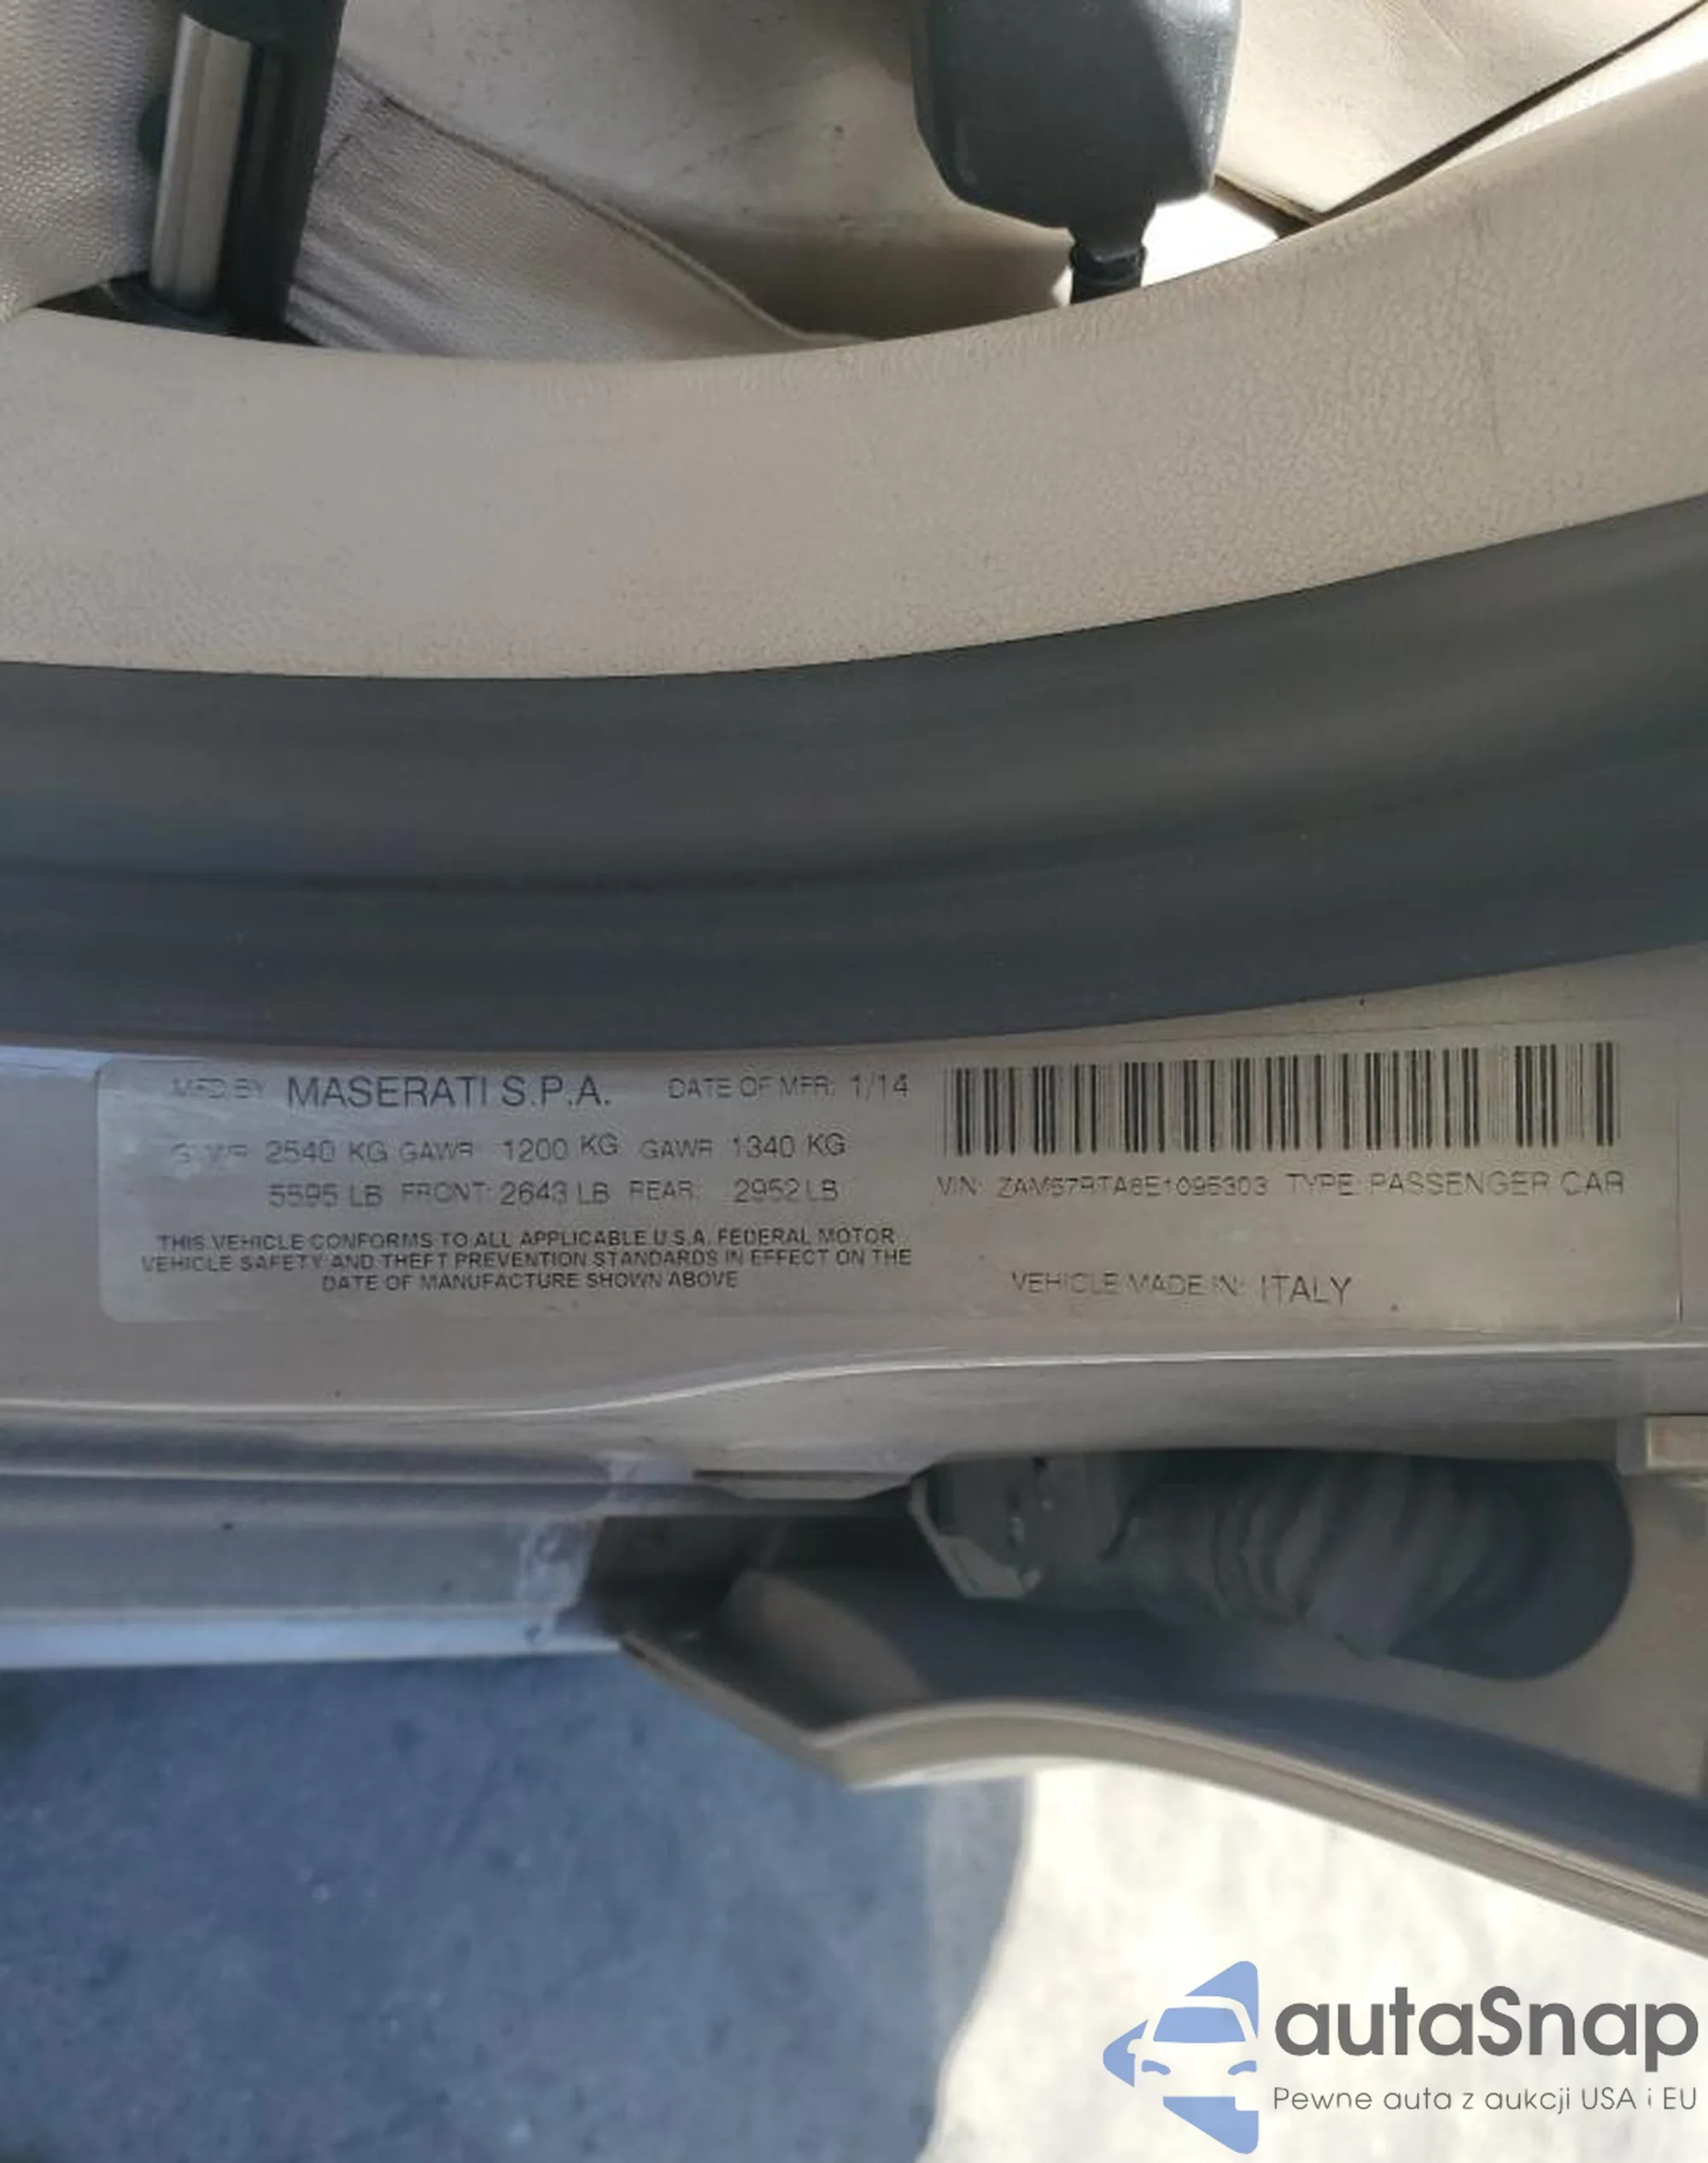 MFD BY MASERATI S.P.A. DATE OF MFR: 1/14
GVWR 2540 KG GAWR 1200 KG GAWR 1340 KG
5595 LB FRONT: 2643 LB REAR: 2952 LB
THIS VEHICLE CONFORMS TO ALL APPLICABLE U.S.A. FEDERAL MOTOR
VEHICLE SAFETY AND THEFT PREVENTION STANDARDS IN EFFECT ON THE
DATE OF MANUFACTURE SHOWN ABOVE
VIN: ZAM57RTA8E1095303 TYPE: PASSENGER CAR
VEHICLE MADE IN: ITALY
autaSnap
Pewne auta z aukcji USA i EU